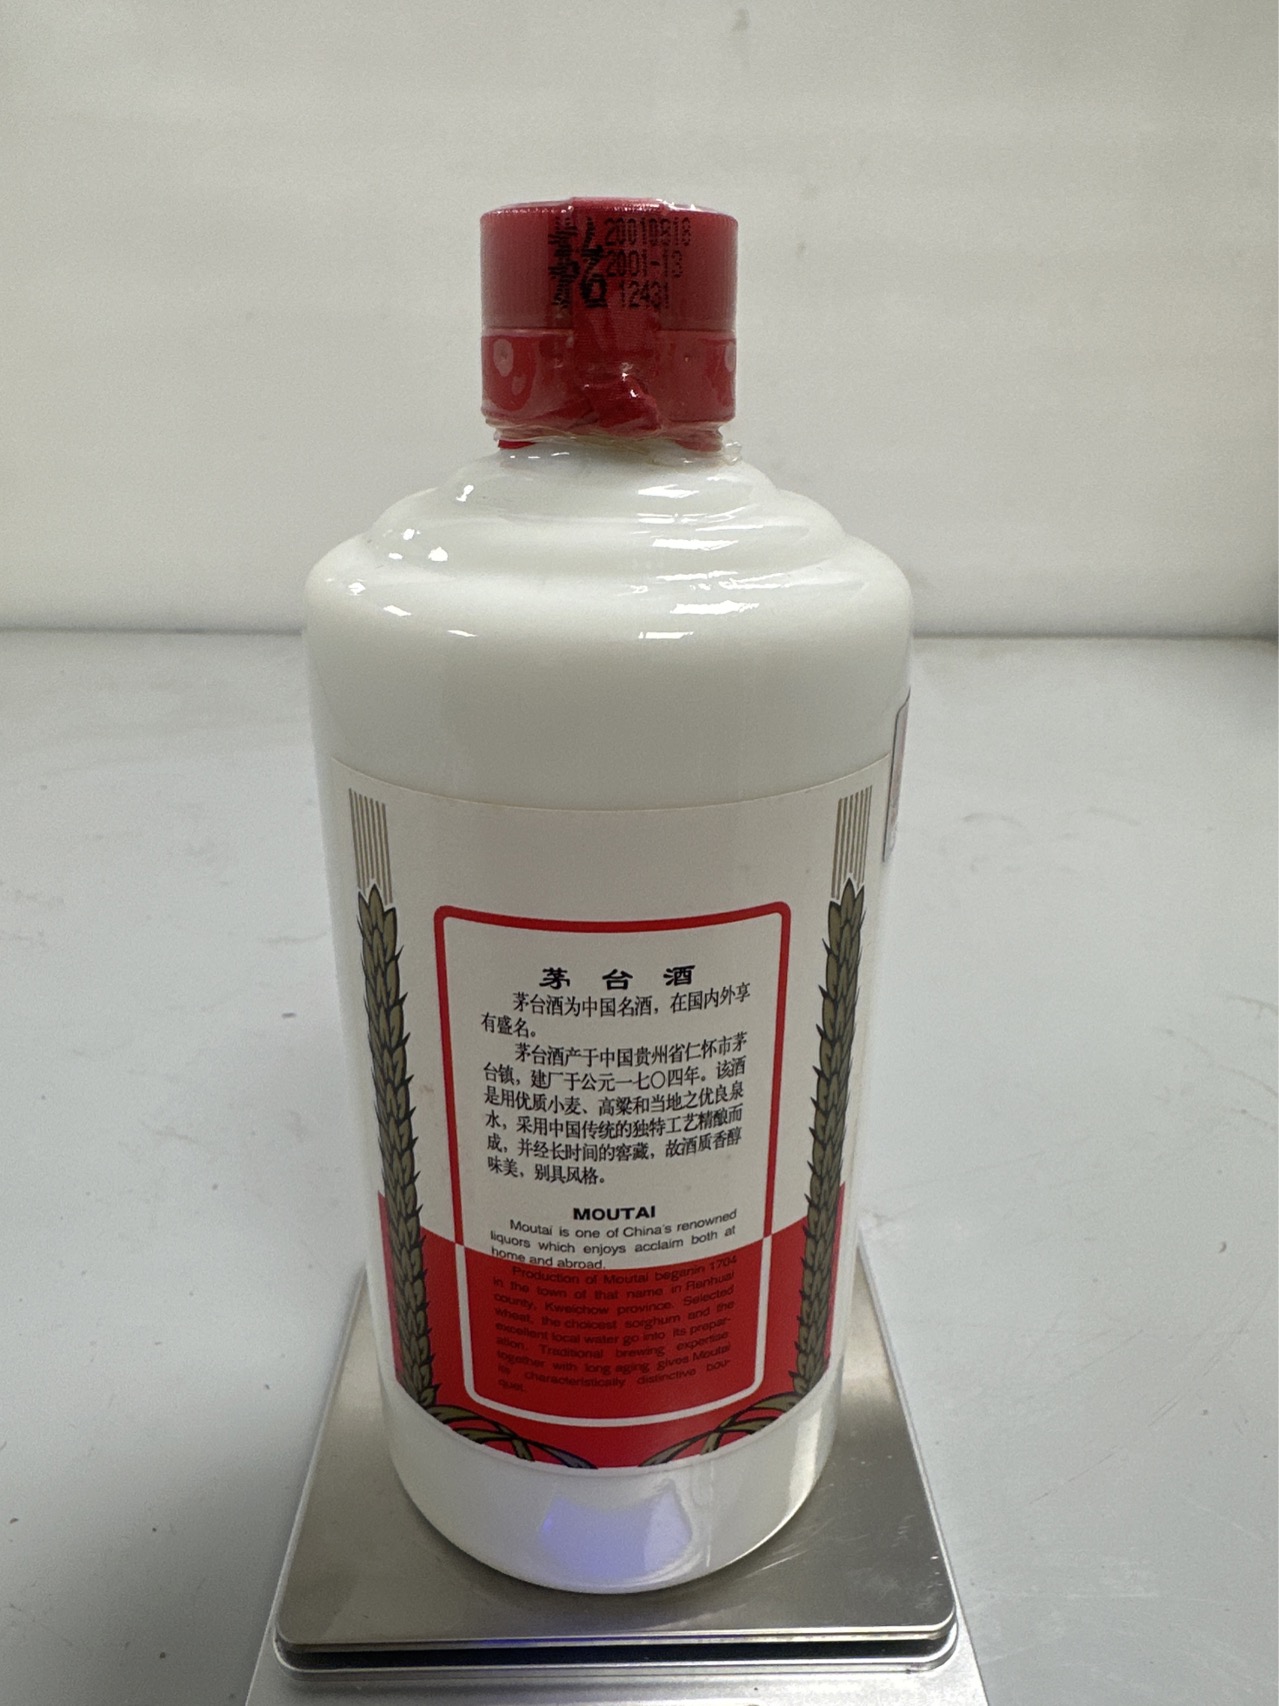 茅台
20010818
2001-13
12431
茅台酒
茅台酒为中国名酒，在国内外享
有盛名。
茅台酒产于中国贵州省仁怀市茅
台镇，建厂于公元一七〇四年。该酒
是用优质小麦、高粱和当地之优良泉
水，采用中国传统的独特工艺精酿而
成，并经长时间的窖藏，故酒质香醇
味美，别具风格。
MOUTAI
Moutai is one of China's renowned
liquors which enjoys acclaim both at
home and abroad.
Production of Moutai beganin 1704
in the town of that name in Renhuai
county, Kweichow province. Selected
wheat, the choicest sorghum and the
excellent local water go into its prepar-
ation. Traditional brewing expertise
together with long aging gives Moutai
its characteristically distinctive bou-
quet.